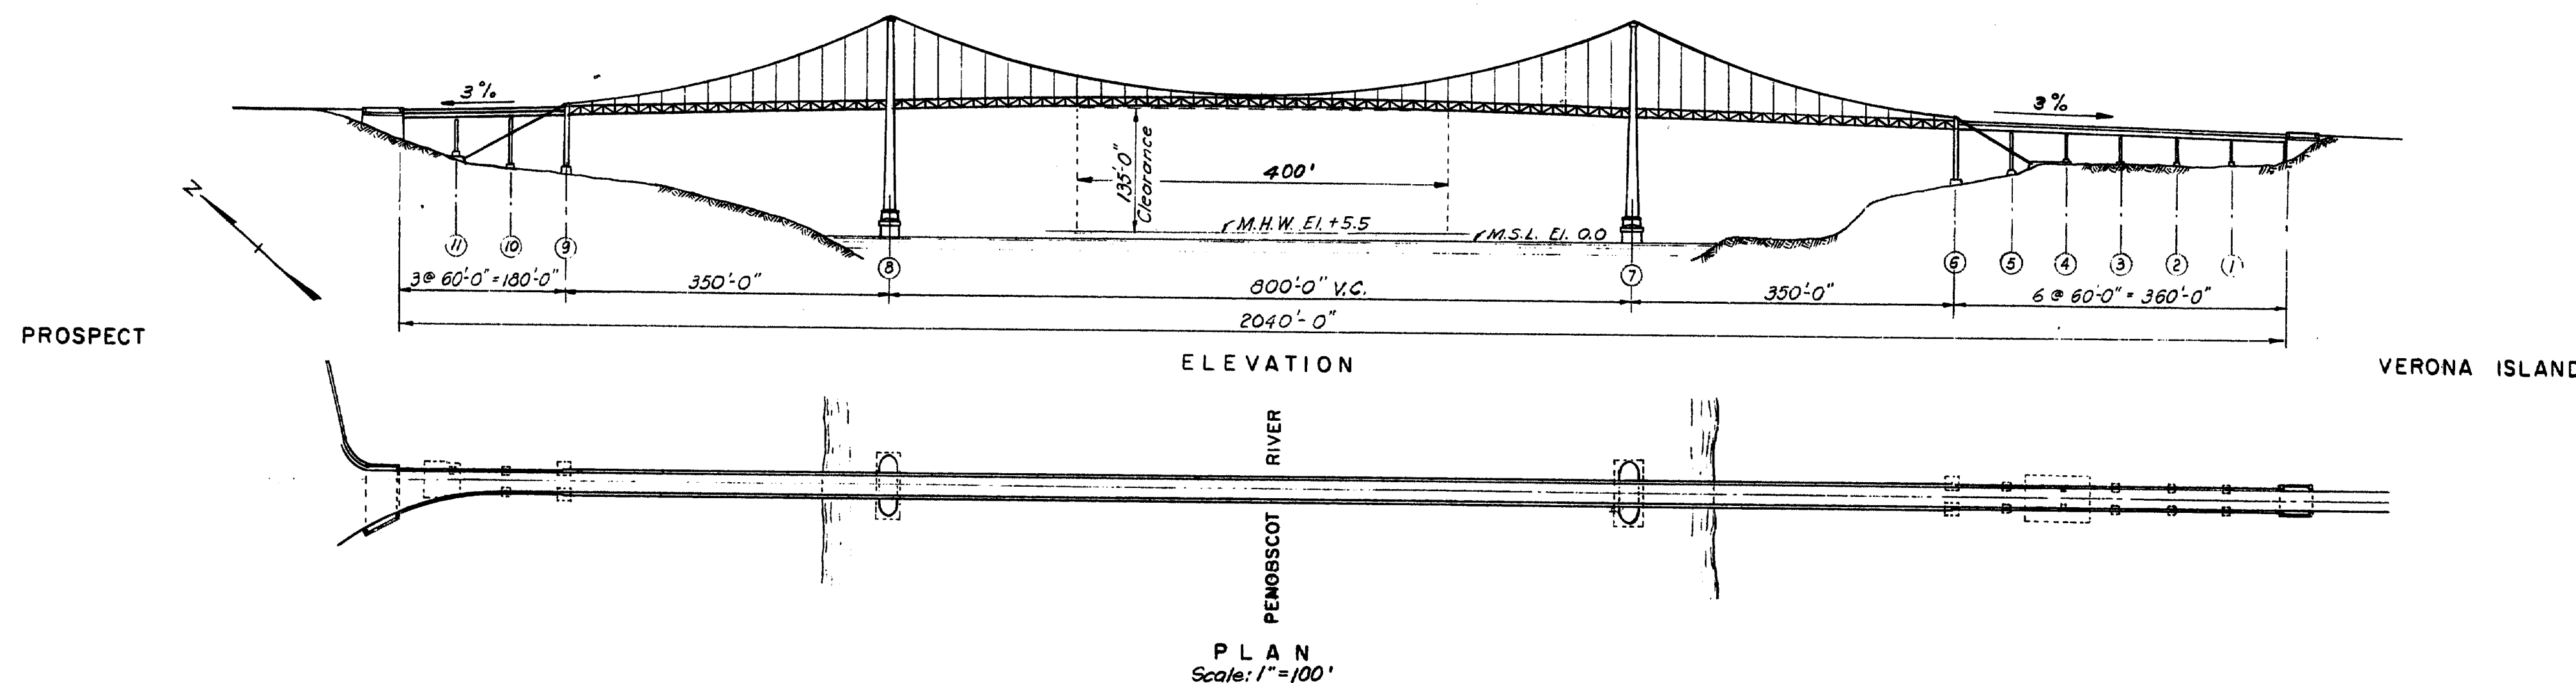 3%
3%
135'-0"
Clearance
400'
M.H.W. El. +5.5
M.S.L. El. 0.0
N
11 10 9 8 7 6 5 4 3 2 1
3@ 60'-0" = 180'-0" 350'-0" 800'-0" V.C. 350'-0" 6 @ 60'-0" = 360'-0"
2040'-0"
PROSPECT
ELEVATION
VERONA ISLAND
PENOBSCOT RIVER
PLAN
Scale: 1" = 100'